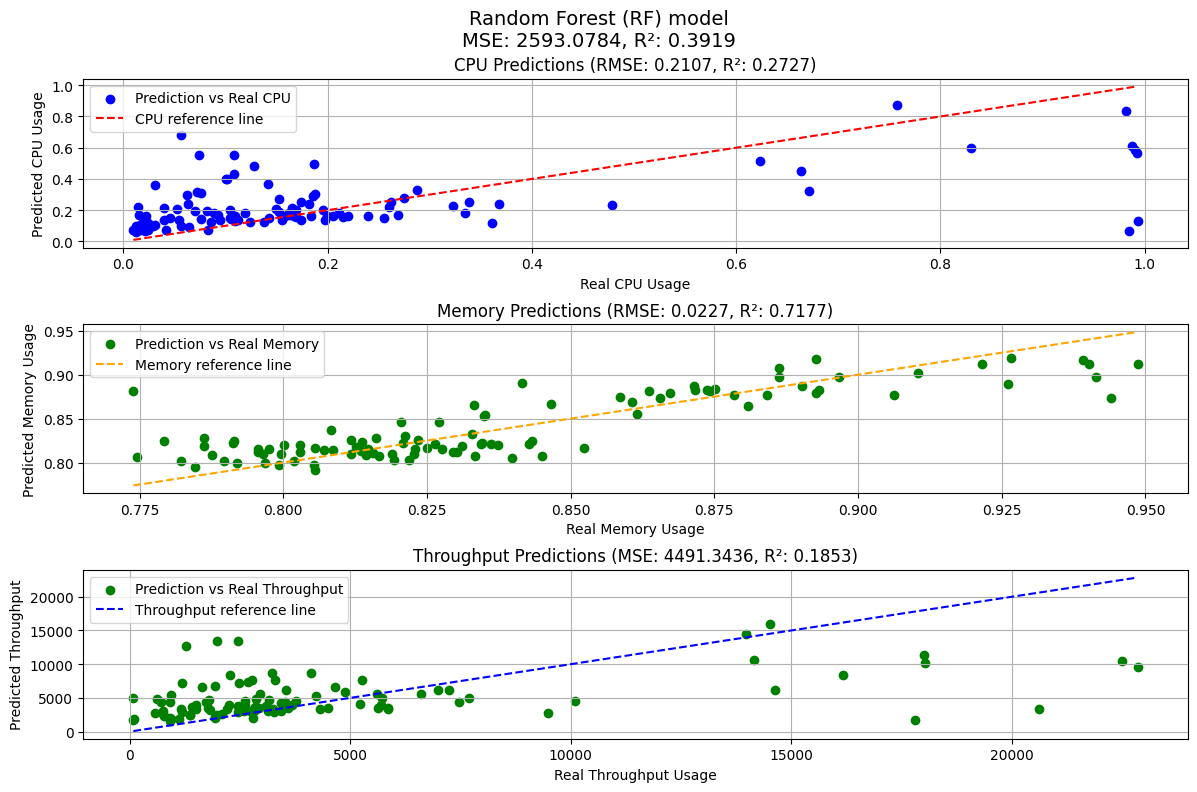 Random Forest (RF) model
MSE: 2593.0784, R²: 0.3919
CPU Predictions (RMSE: 0.2107, R²: 0.2727)
Predicted CPU Usage
1.0
0.8
0.6
0.4
0.2
0.0
Prediction vs Real CPU
CPU reference line
0.0 0.2 0.4 0.6 0.8 1.0
Real CPU Usage
Memory Predictions (RMSE: 0.0227, R²: 0.7177)
Predicted Memory Usage
0.95
0.90
0.85
0.80
Prediction vs Real Memory
Memory reference line
0.775 0.800 0.825 0.850 0.875 0.900 0.925 0.950
Real Memory Usage
Throughput Predictions (MSE: 4491.3436, R²: 0.1853)
Predicted Throughput
20000
15000
10000
5000
0
Prediction vs Real Throughput
Throughput reference line
0 5000 10000 15000 20000
Real Throughput Usage